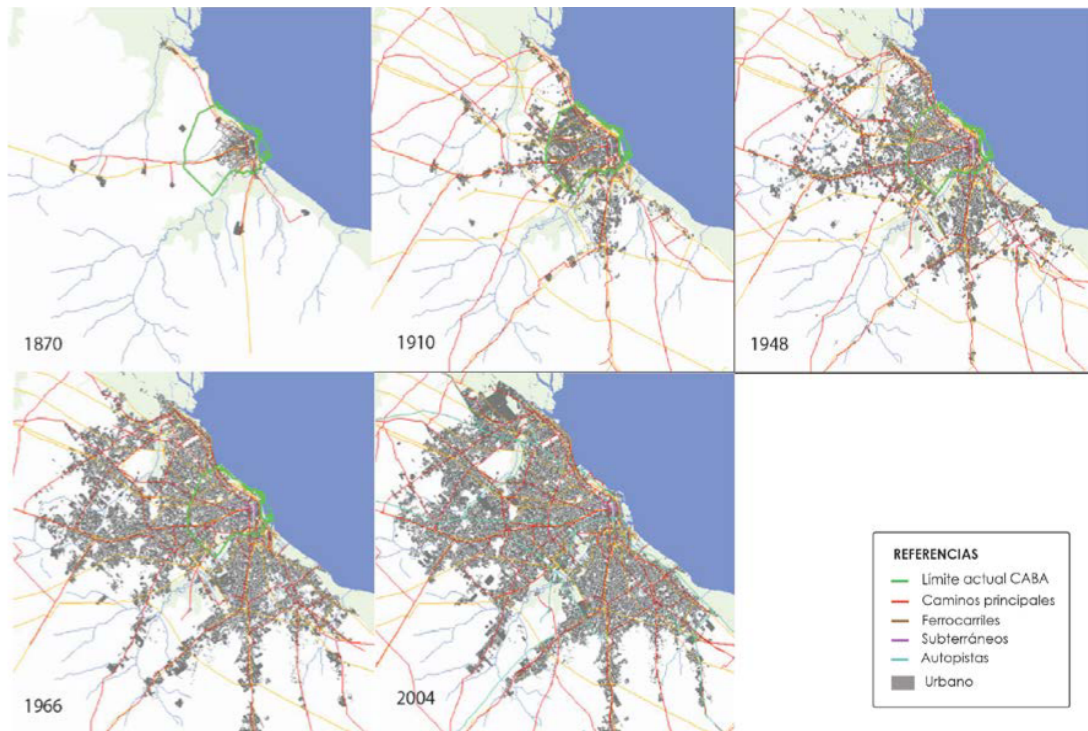 1870
1910
1948
1966
2004
REFERENCIAS
Límite actual CABA
Caminos principales
Ferrocarriles
Subterráneos
Autopistas
Urbano